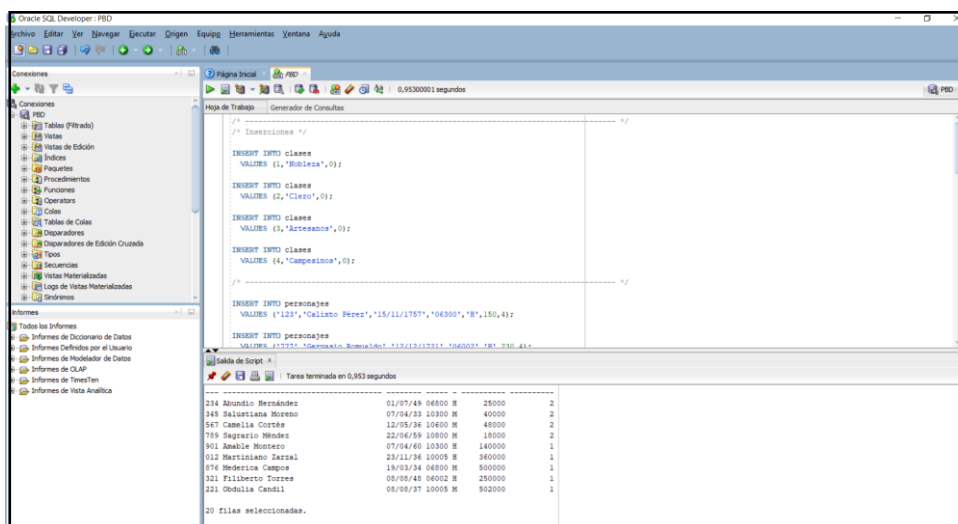 Oracle SQL Developer : PBD
Archivo Editar Ver Navegar Ejecutar Origen Equipo Herramientas Ventana Ayuda
Conexiones
Conexiones
PBD
Tablas (Filtrado)
Vistas
Vistas de Edición
Índices
Paquetes
Procedimientos
Funciones
Operators
Colas
Tablas de Colas
Disparadores
Disparadores de Edición Cruzada
Tipos
Secuencias
Vistas Materializadas
Logs de Vistas Materializadas
Sinónimos
Informes
Todos los Informes
Informes de Diccionario de Datos
Informes Definidos por el Usuario
Informes de Modelador de Datos
Informes de OLAP
Informes de TimesTen
Informes de Vista Analítica
Página Inicial PBD
0,95300001 segundos
PBD
Hoja de Trabajo Generador de Consultas
/* ---------------------------------------------------------------- */
/* Inserciones */
INSERT INTO clases
VALUES (1,'Nobleza',0);
INSERT INTO clases
VALUES (2,'Clero',0);
INSERT INTO clases
VALUES (3,'Artesanos',0);
INSERT INTO clases
VALUES (4,'Campesinos',0);
/* ---------------------------------------------------------------- */
INSERT INTO personajes
VALUES ('123','Calixto Pérez','15/11/1757','06300','H',150,4);
INSERT INTO personajes
VALUES ('777','Gervasio Romualdo','12/12/1721','06002','H',230,4);
Salida de Script
Tarea terminada en 0,953 segundos
234 Abundio Hernández 01/07/49 06800 H 25000 2
345 Salustiana Moreno 07/04/33 10300 M 40000 2
567 Camelia Cortés 12/05/36 10600 M 48000 2
789 Sagrario Méndez 22/06/59 10800 M 18000 2
901 Amable Montero 07/04/60 10300 H 140000 1
012 Martiniano Zarzal 23/11/36 10005 H 360000 1
876 Hederica Campos 19/03/34 06800 M 500000 1
321 Filiberto Torres 08/08/48 06002 H 250000 1
221 Obdulia Candil 08/08/37 10005 M 502000 1
20 filas seleccionadas.